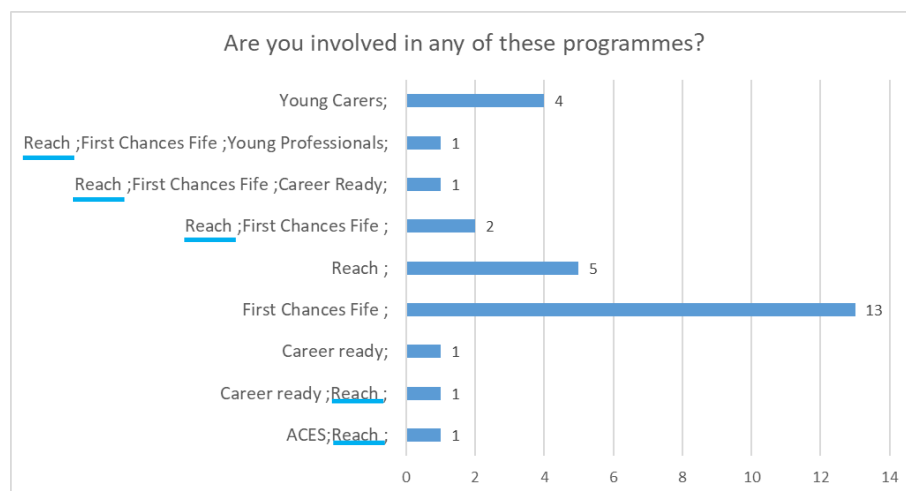 Are you involved in any of these programmes?
Young Carers; 4
Reach ;First Chances Fife ;Young Professionals; 1
Reach ;First Chances Fife ;Career Ready; 1
Reach ;First Chances Fife ; 2
Reach ; 5
First Chances Fife ; 13
Career ready; 1
Career ready ;Reach ; 1
ACES;Reach ; 1
0 2 4 6 8 10 12 14